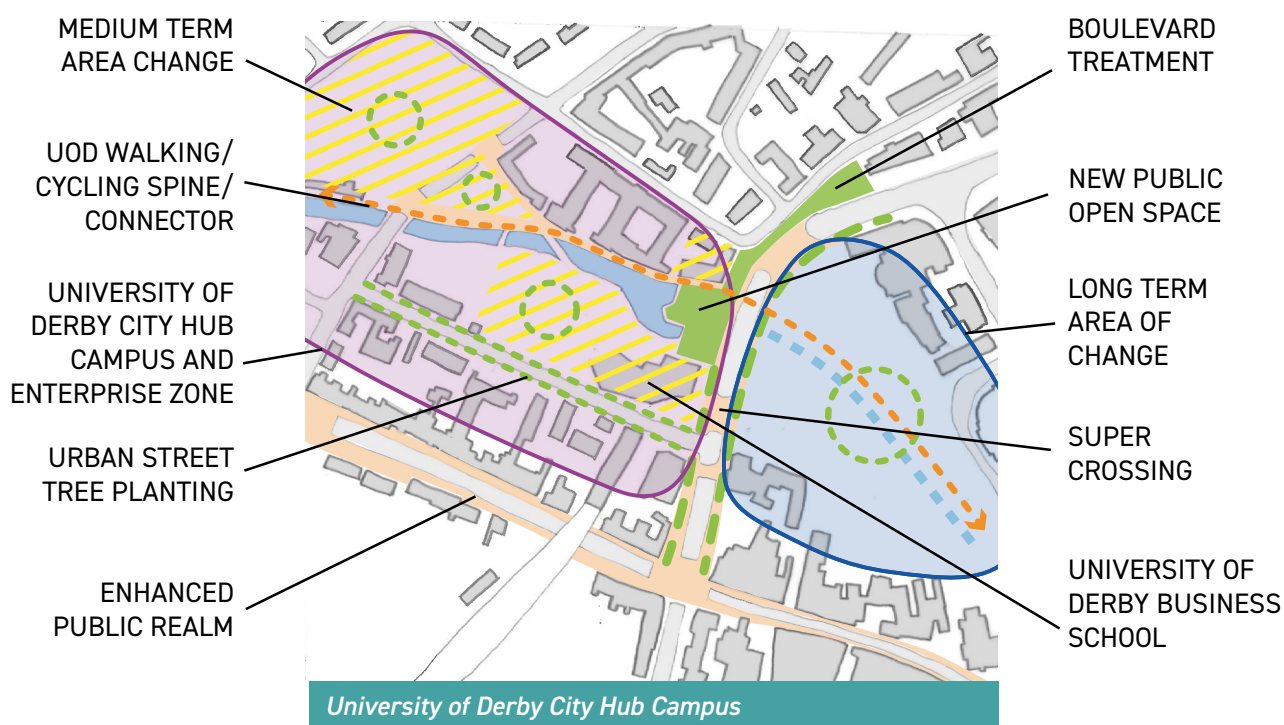 MEDIUM TERM
AREA CHANGE
UOD WALKING/
CYCLING SPINE/
CONNECTOR
UNIVERSITY OF
DERBY CITY HUB
CAMPUS AND
ENTERPRISE ZONE
URBAN STREET
TREE PLANTING
ENHANCED
PUBLIC REALM
BOULEVARD
TREATMENT
NEW PUBLIC
OPEN SPACE
LONG TERM
AREA OF
CHANGE
SUPER
CROSSING
UNIVERSITY OF
DERBY BUSINESS
SCHOOL
University of Derby City Hub Campus